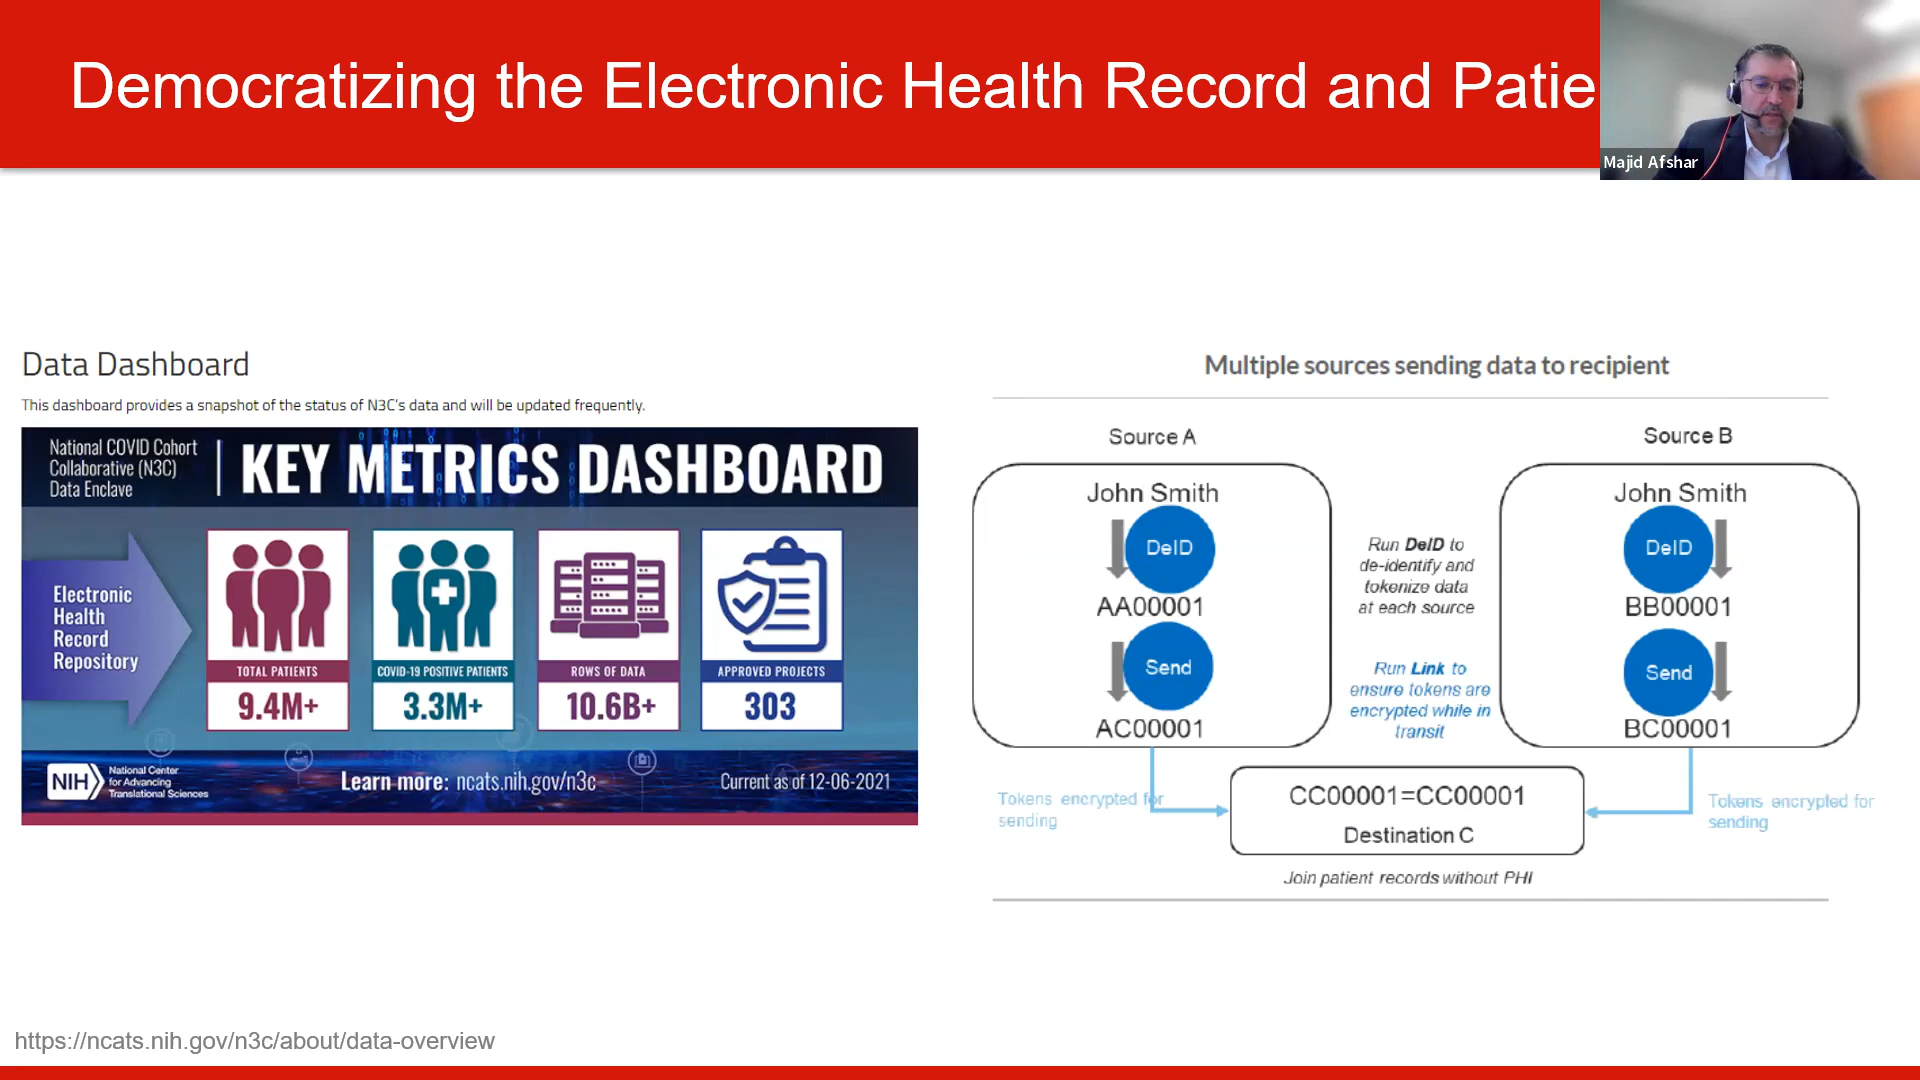 Democratizing the Electronic Health Record and Patie
Majid Afshar
Data Dashboard
This dashboard provides a snapshot of the status of N3C's data and will be updated frequently.
National COVID Cohort
Collaborative (N3C)
Data Enclave
KEY METRICS DASHBOARD
Electronic
Health
Record
Repository
TOTAL PATIENTS
9.4M+
COVID-19 POSITIVE PATIENTS
3.3M+
ROWS OF DATA
10.6B+
APPROVED PROJECTS
303
NIH
National Center
for Advancing
Translational Sciences
Learn more: ncats.nih.gov/n3c
Current as of 12-06-2021
Multiple sources sending data to recipient
Source A
John Smith
DeID
AA00001
Send
AC00001
Run DeID to
de-identify and
tokenize data
at each source
Run Link to
ensure tokens are
encrypted while in
transit
Source B
John Smith
DeID
BB00001
Send
BC00001
Tokens encrypted for
sending
CC00001=CC00001
Destination C
Tokens encrypted for
sending
Join patient records without PHI
https://ncats.nih.gov/n3c/about/data-overview